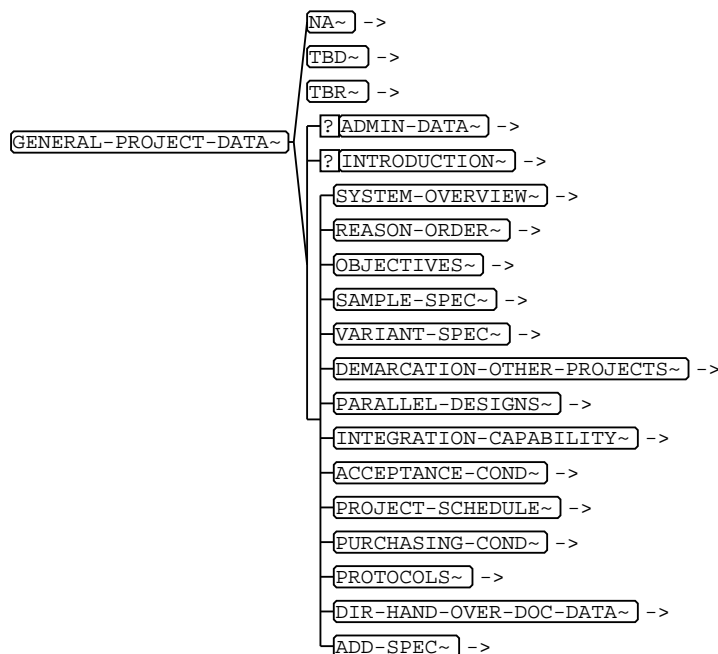 NA~ ->
TBD~ ->
TBR~ ->
? ADMIN-DATA~ ->
GENERAL-PROJECT-DATA~
? INTRODUCTION~ ->
SYSTEM-OVERVIEW~ ->
REASON-ORDER~ ->
OBJECTIVES~ ->
SAMPLE-SPEC~ ->
VARIANT-SPEC~ ->
DEMARCATION-OTHER-PROJECTS~ ->
PARALLEL-DESIGNS~ ->
INTEGRATION-CAPABILITY~ ->
ACCEPTANCE-COND~ ->
PROJECT-SCHEDULE~ ->
PURCHASING-COND~ ->
PROTOCOLS~ ->
DIR-HAND-OVER-DOC-DATA~ ->
ADD-SPEC~ ->